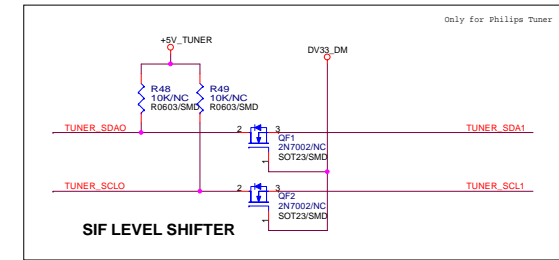 Only for Philips Tuner
+5V_TUNER
DV33_DM
R48
10K/NC
R0603/SMD
R49
10K/NC
R0603/SMD
TUNER_SDAO
2
3
TUNER_SDA1
QF1
2N7002/NC
SOT23/SMD
1
TUNER_SCLO
2
3
TUNER_SCL1
QF2
2N7002/NC
SOT23/SMD
1
SIF LEVEL SHIFTER